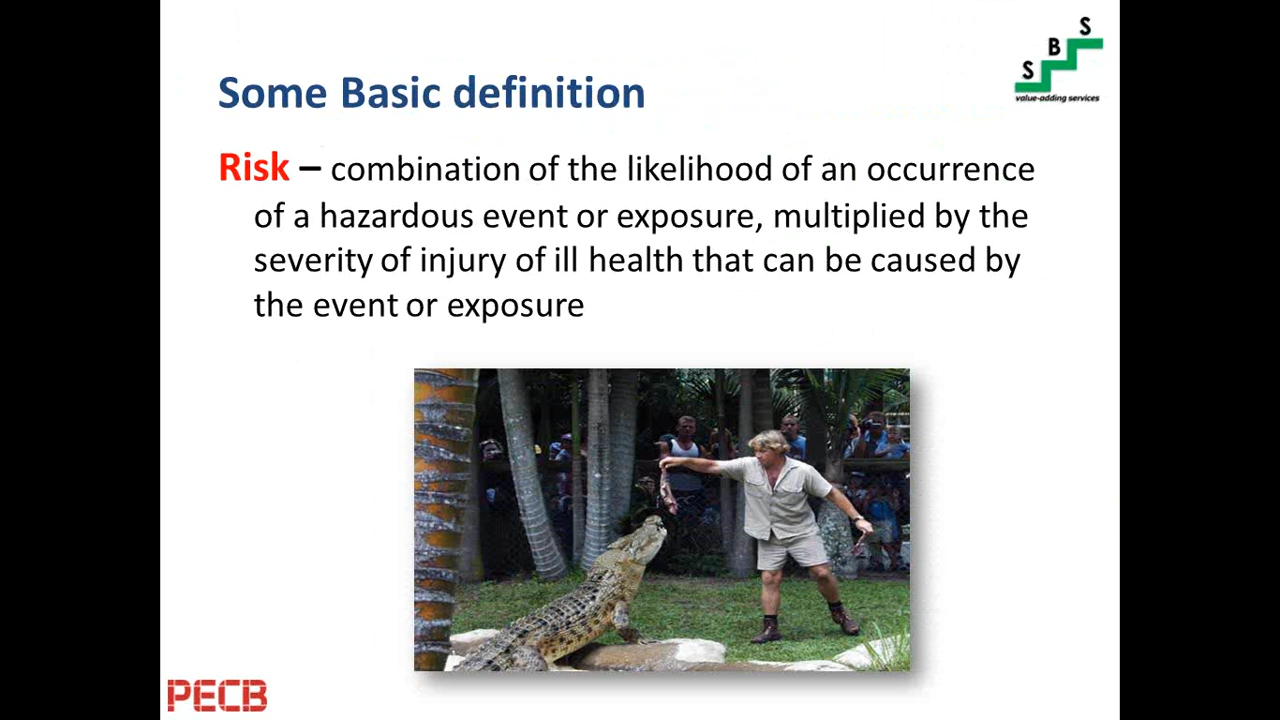 S
B
S
value-adding services
Some Basic definition
Risk – combination of the likelihood of an occurrence
of a hazardous event or exposure, multiplied by the
severity of injury of ill health that can be caused by
the event or exposure
PECB